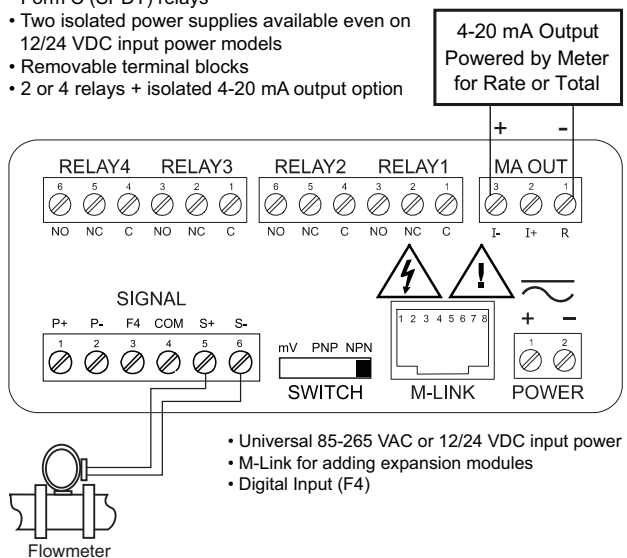 Form C (SPDT) relays
• Two isolated power supplies available even on
12/24 VDC input power models
• Removable terminal blocks
• 2 or 4 relays + isolated 4-20 mA output option
4-20 mA Output
Powered by Meter
for Rate or Total
+ -
RELAY4 RELAY3 RELAY2 RELAY1 MA OUT
6 5 4 3 2 1 6 5 4 3 2 1 3 2 1
NO NC C NO NC C NO NC C NO NC C I- I+ R
SIGNAL
P+ P- F4 COM S+ S-
1 2 3 4 5 6
mV PNP NPN
SWITCH
1 2 3 4 5 6 7 8
M-LINK
+ -
1 2
POWER
• Universal 85-265 VAC or 12/24 VDC input power
• M-Link for adding expansion modules
• Digital Input (F4)
Flowmeter